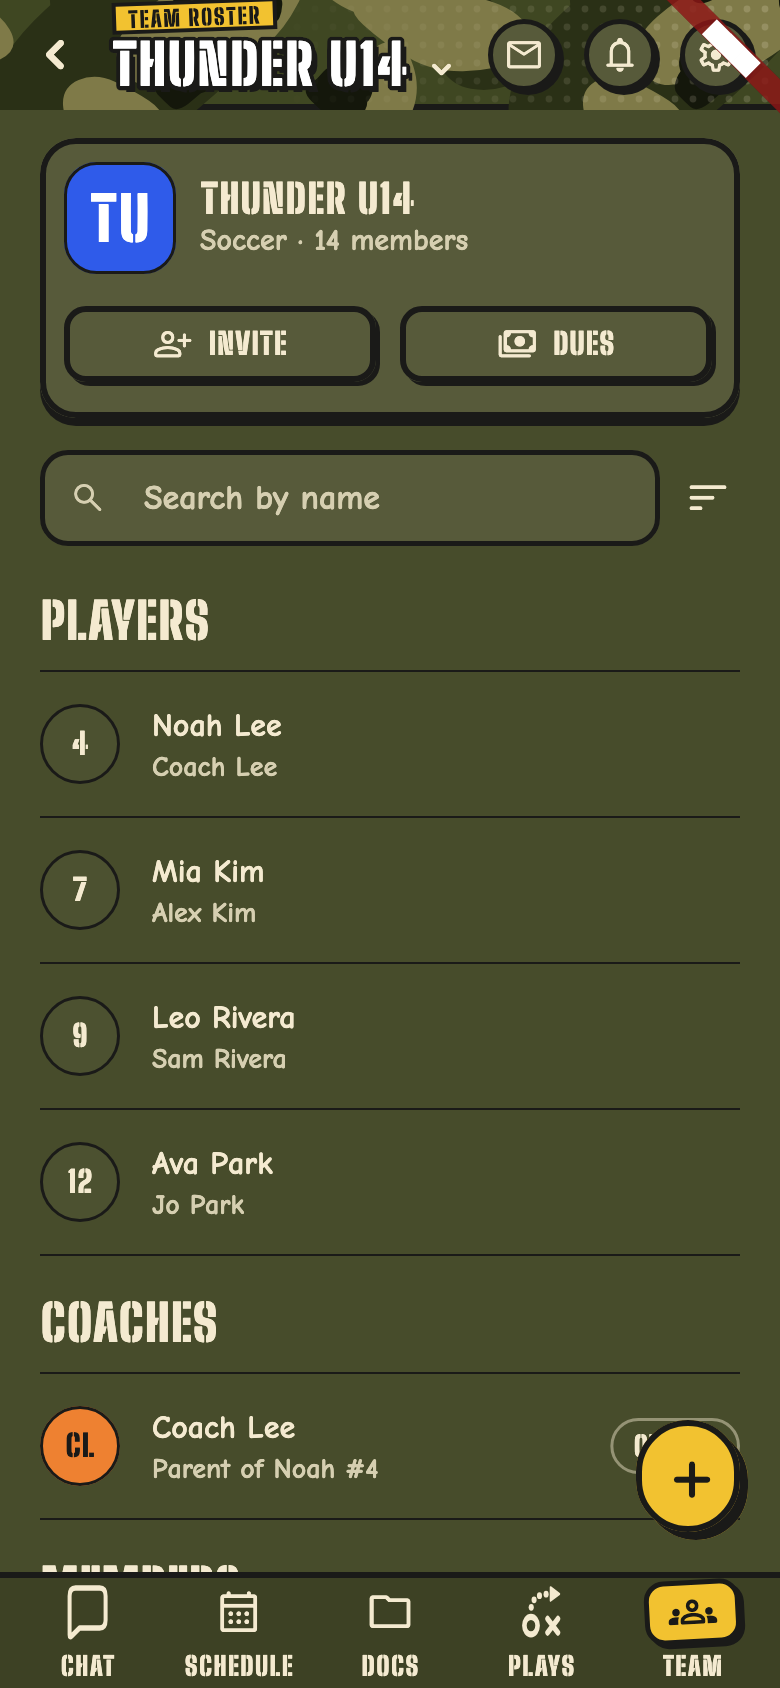 TEAM ROSTER
THUNDER U14
TU
THUNDER U14
Soccer · 14 members
INVITE
DUES
Search by name
PLAYERS
4
Noah Lee
Coach Lee
7
Mia Kim
Alex Kim
9
Leo Rivera
Sam Rivera
12
Ava Park
Jo Park
COACHES
CL
Coach Lee
Parent of Noah #4
MEMBERS
CHAT
SCHEDULE
DOCS
PLAYS
TEAM